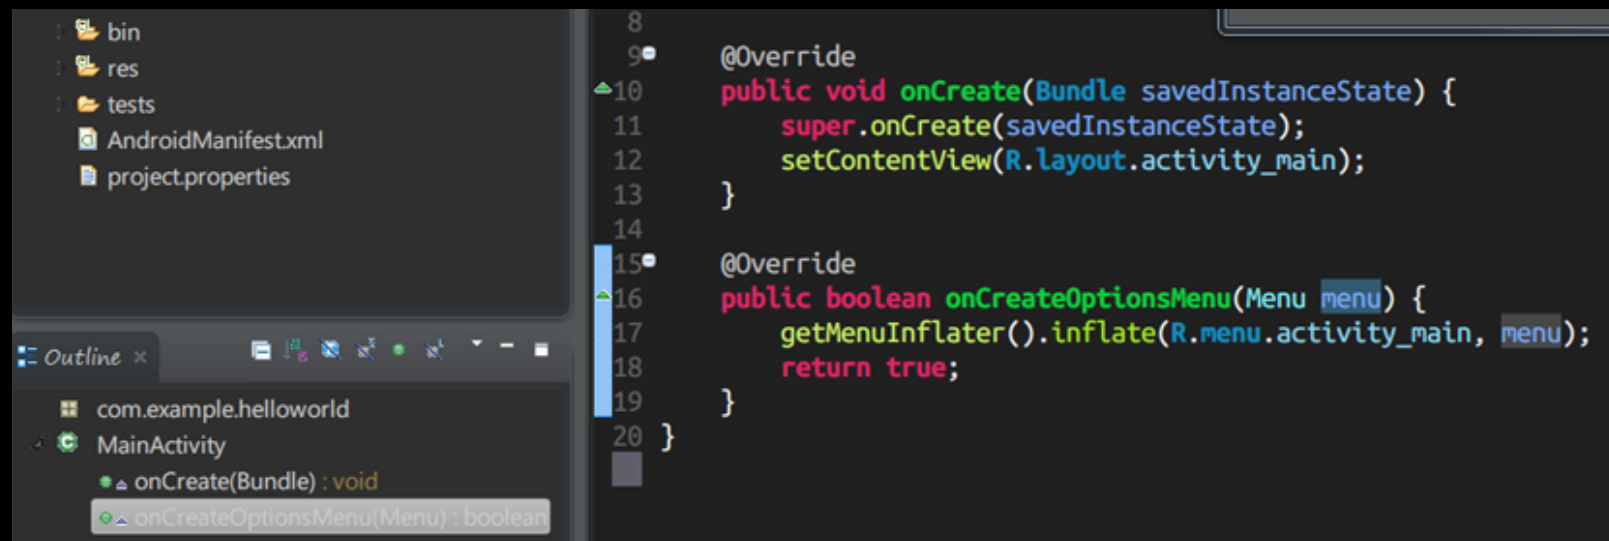 bin
res
tests
AndroidManifest.xml
project.properties
Outline
com.example.helloworld
MainActivity
onCreate(Bundle) : void
onCreateOptionsMenu(Menu) : boolean
8
9 @Override
10 public void onCreate(Bundle savedInstanceState) {
11 super.onCreate(savedInstanceState);
12 setContentView(R.layout.activity_main);
13 }
14
15 @Override
16 public boolean onCreateOptionsMenu(Menu menu) {
17 getMenuInflater().inflate(R.menu.activity_main, menu);
18 return true;
19 }
20 }